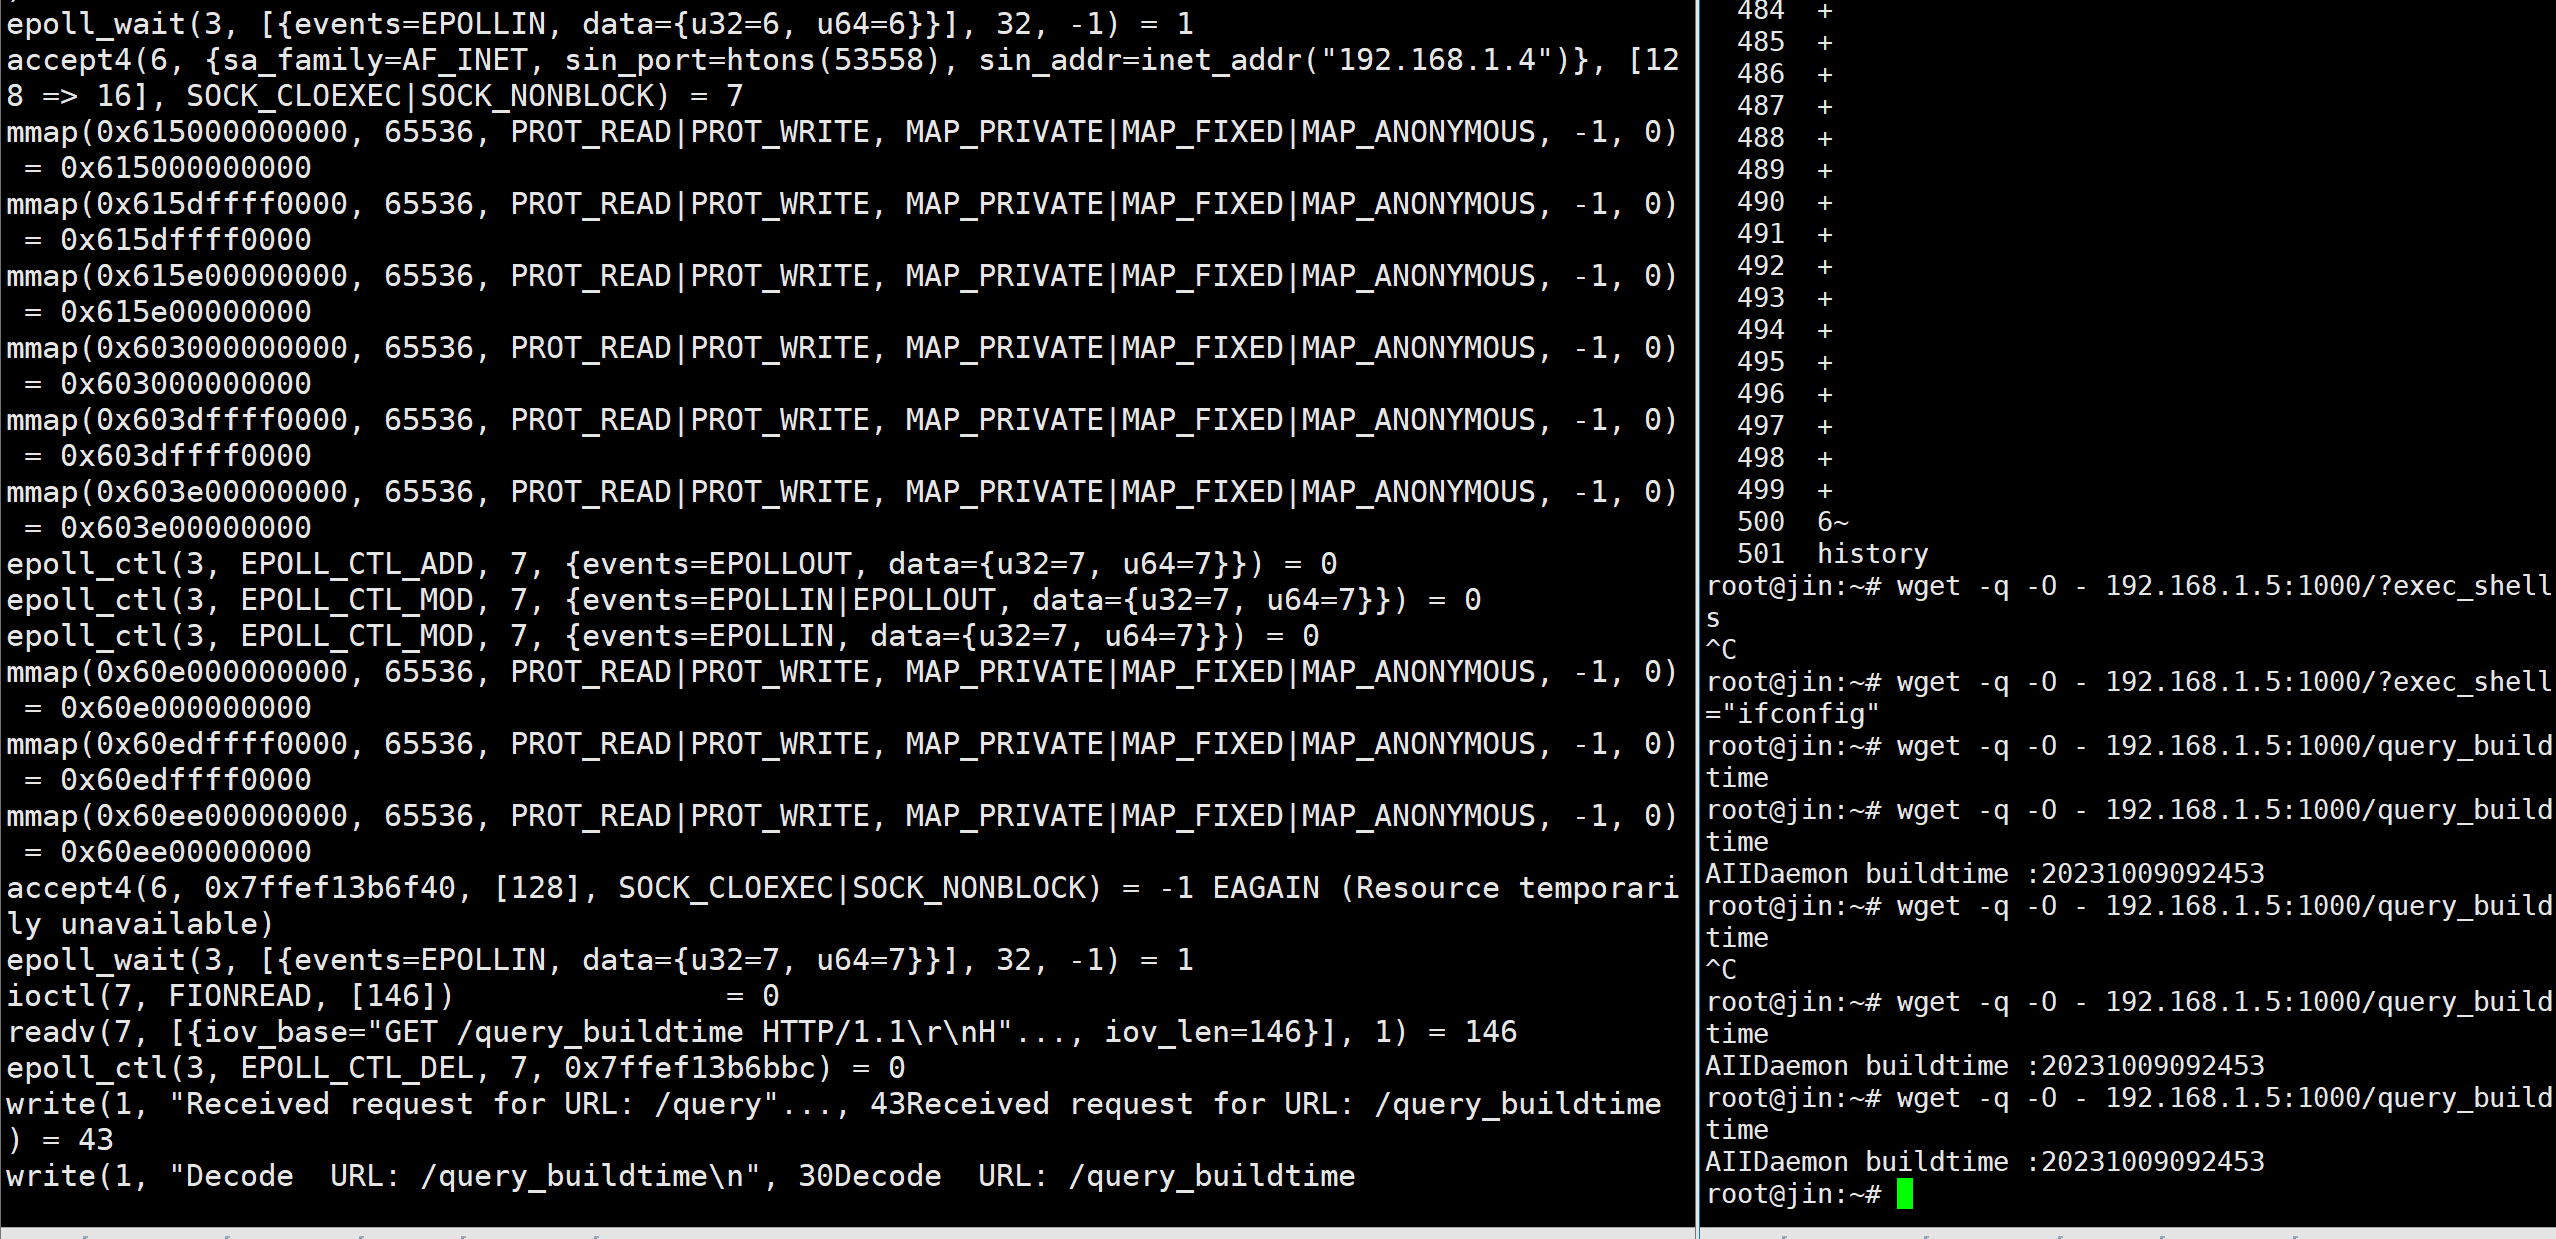 epoll_wait(3, [{events=EPOLLIN, data={u32=6, u64=6}}], 32, -1) = 1
accept4(6, {sa_family=AF_INET, sin_port=htons(53558), sin_addr=inet_addr("192.168.1.4")}, [12
8 => 16], SOCK_CLOEXEC|SOCK_NONBLOCK) = 7
mmap(0x615000000000, 65536, PROT_READ|PROT_WRITE, MAP_PRIVATE|MAP_FIXED|MAP_ANONYMOUS, -1, 0)
 = 0x615000000000
mmap(0x615dffff0000, 65536, PROT_READ|PROT_WRITE, MAP_PRIVATE|MAP_FIXED|MAP_ANONYMOUS, -1, 0)
 = 0x615dffff0000
mmap(0x615e00000000, 65536, PROT_READ|PROT_WRITE, MAP_PRIVATE|MAP_FIXED|MAP_ANONYMOUS, -1, 0)
 = 0x615e00000000
mmap(0x603000000000, 65536, PROT_READ|PROT_WRITE, MAP_PRIVATE|MAP_FIXED|MAP_ANONYMOUS, -1, 0)
 = 0x603000000000
mmap(0x603dffff0000, 65536, PROT_READ|PROT_WRITE, MAP_PRIVATE|MAP_FIXED|MAP_ANONYMOUS, -1, 0)
 = 0x603dffff0000
mmap(0x603e00000000, 65536, PROT_READ|PROT_WRITE, MAP_PRIVATE|MAP_FIXED|MAP_ANONYMOUS, -1, 0)
 = 0x603e00000000
epoll_ctl(3, EPOLL_CTL_ADD, 7, {events=EPOLLOUT, data={u32=7, u64=7}}) = 0
epoll_ctl(3, EPOLL_CTL_MOD, 7, {events=EPOLLIN|EPOLLOUT, data={u32=7, u64=7}}) = 0
epoll_ctl(3, EPOLL_CTL_MOD, 7, {events=EPOLLIN, data={u32=7, u64=7}}) = 0
mmap(0x60e000000000, 65536, PROT_READ|PROT_WRITE, MAP_PRIVATE|MAP_FIXED|MAP_ANONYMOUS, -1, 0)
 = 0x60e000000000
mmap(0x60edffff0000, 65536, PROT_READ|PROT_WRITE, MAP_PRIVATE|MAP_FIXED|MAP_ANONYMOUS, -1, 0)
 = 0x60edffff0000
mmap(0x60ee00000000, 65536, PROT_READ|PROT_WRITE, MAP_PRIVATE|MAP_FIXED|MAP_ANONYMOUS, -1, 0)
 = 0x60ee00000000
accept4(6, 0x7ffef13b6f40, [128], SOCK_CLOEXEC|SOCK_NONBLOCK) = -1 EAGAIN (Resource temporari
ly unavailable)
epoll_wait(3, [{events=EPOLLIN, data={u32=7, u64=7}}], 32, -1) = 1
ioctl(7, FIONREAD, [146])               = 0
readv(7, [{iov_base="GET /query_buildtime HTTP/1.1\r\nH"..., iov_len=146}], 1) = 146
epoll_ctl(3, EPOLL_CTL_DEL, 7, 0x7ffef13b6bbc) = 0
write(1, "Received request for URL: /query"..., 43Received request for URL: /query_buildtime
) = 43
write(1, "Decode  URL: /query_buildtime\n", 30Decode  URL: /query_buildtime
484  +
485  +
486  +
487  +
488  +
489  +
490  +
491  +
492  +
493  +
494  +
495  +
496  +
497  +
498  +
499  +
500  6~
501  history
root@jin:~# wget -q -O - 192.168.1.5:1000/?exec_shell
s
^C
root@jin:~# wget -q -O - 192.168.1.5:1000/?exec_shell
="ifconfig"
root@jin:~# wget -q -O - 192.168.1.5:1000/query_build
time
root@jin:~# wget -q -O - 192.168.1.5:1000/query_build
time
AIIDaemon buildtime :20231009092453
root@jin:~# wget -q -O - 192.168.1.5:1000/query_build
time
^C
root@jin:~# wget -q -O - 192.168.1.5:1000/query_build
time
AIIDaemon buildtime :20231009092453
root@jin:~# wget -q -O - 192.168.1.5:1000/query_build
time
AIIDaemon buildtime :20231009092453
root@jin:~#